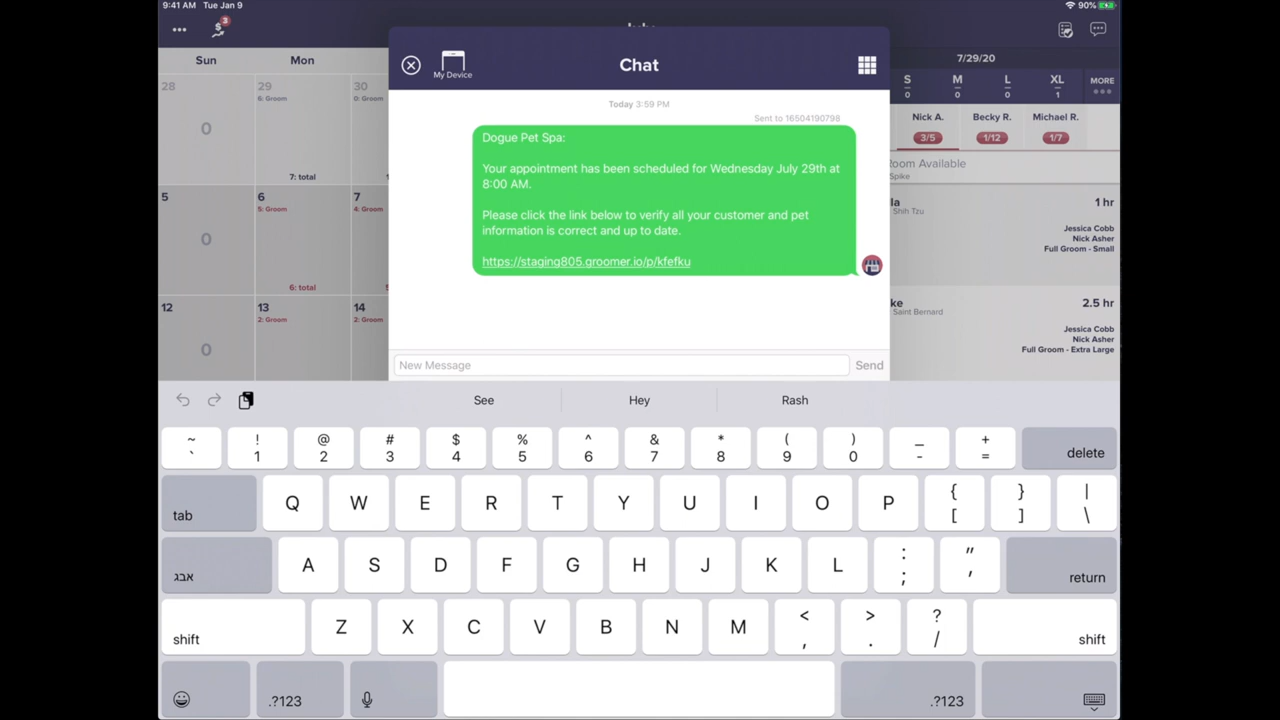 9:41 AM Tue Jan 9
90%
3
Sun
Mon
28
29
6: Groom
30
0: Groom
0
7: total
5
6
5: Groom
7
4: Groom
0
6: total
12
13
2: Groom
14
2: Groom
0
My Device
Chat
Today 3:59 PM
Sent to 16504190798
Dogue Pet Spa:
Your appointment has been scheduled for Wednesday July 29th at
8:00 AM.
Please click the link below to verify all your customer and pet
information is correct and up to date.
https://staging805.groomer.io/p/kfefku
New Message
Send
7/29/20
S
M
L
XL
MORE
0
0
0
1
Nick A.
Becky R.
Michael R.
3/5
1/12
1/7
Room Available
Spike
la
1 hr
Shih Tzu
Jessica Cobb
Nick Asher
Full Groom - Small
ke
2.5 hr
Saint Bernard
Jessica Cobb
Nick Asher
Full Groom - Extra Large
See
Hey
Rash
~ ! @ # $ % ^ & * ( ) _ +
` 1 2 3 4 5 6 7 8 9 0 - = delete
tab Q W E R T Y U I O P { [ } ] | \
אבג A S D F G H J K L : ; " ' return
shift Z X C V B N M < , > . ? / shift
.?123
.?123